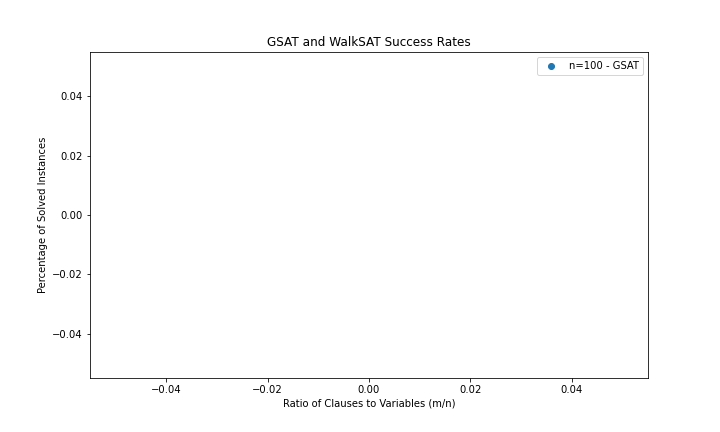 GSAT and WalkSAT Success Rates
n=100 - GSAT
Percentage of Solved Instances
0.04
0.02
0.00
−0.02
−0.04
−0.04
−0.02
0.00
0.02
0.04
Ratio of Clauses to Variables (m/n)